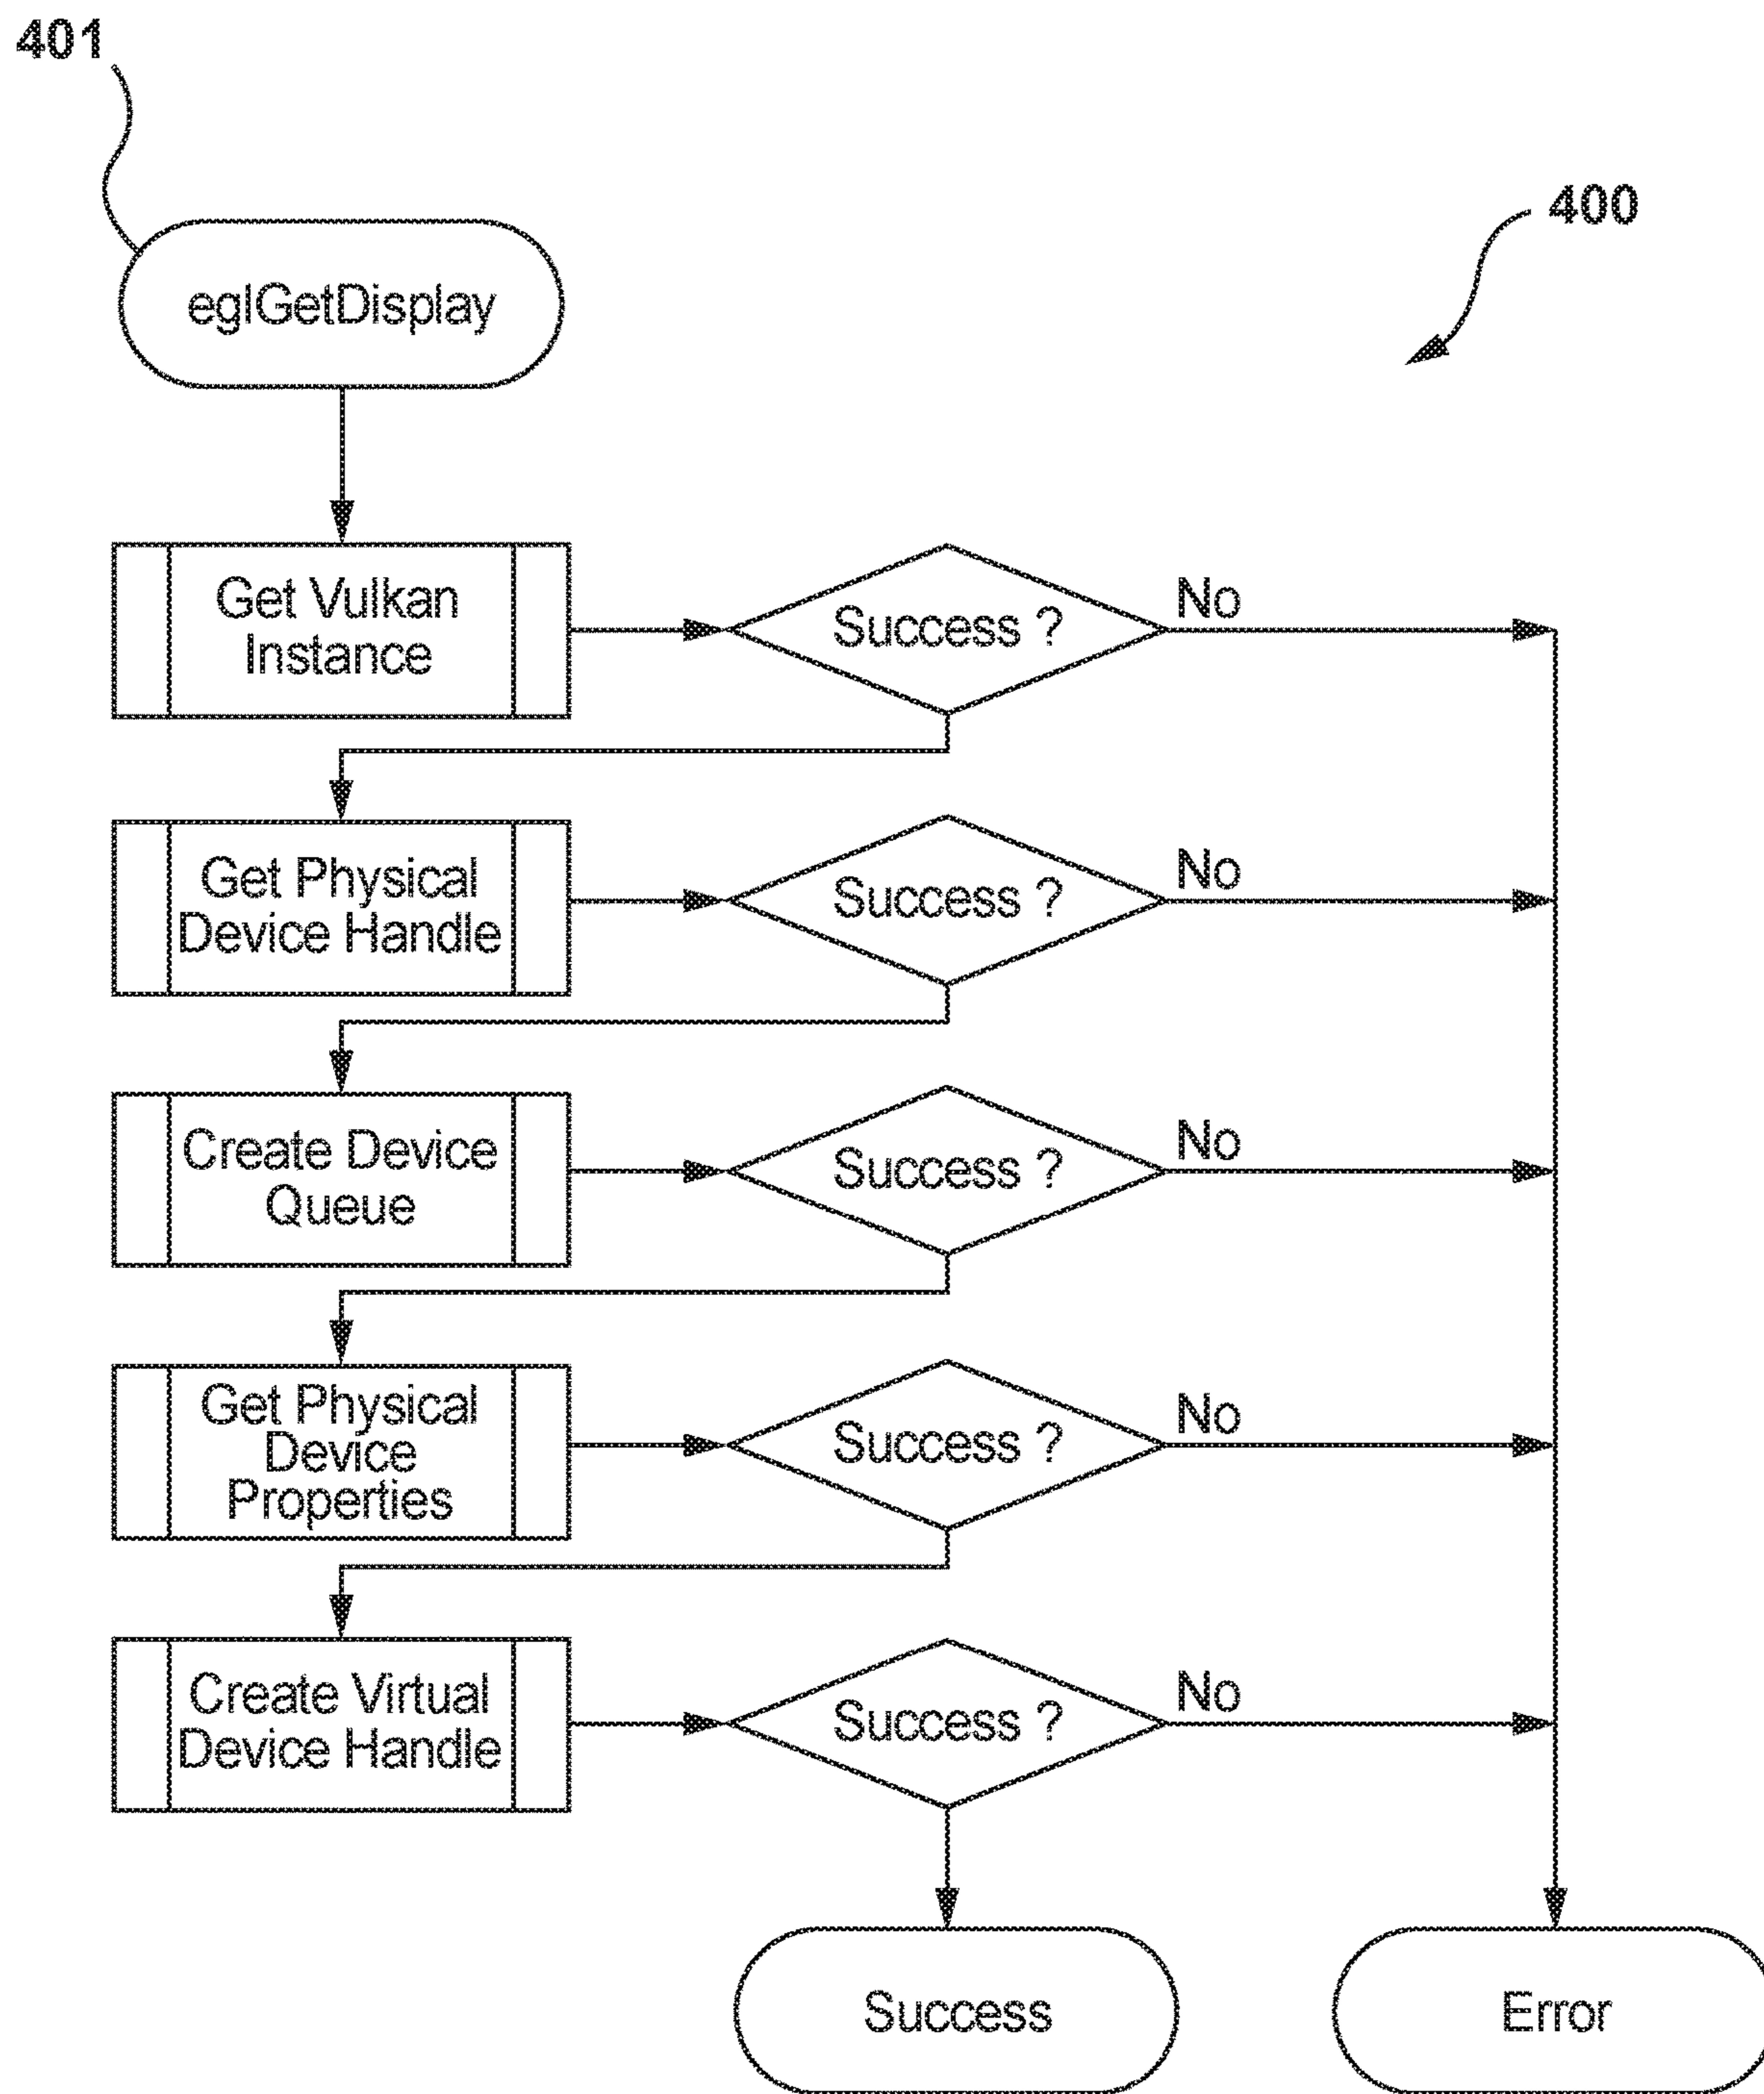 401
400
eglGetDisplay
Get Vulkan
Instance
Success ?
No
Get Physical
Device Handle
Success ?
No
Create Device
Queue
Success ?
No
Get Physical
Device
Properties
Success ?
No
Create Virtual
Device Handle
Success ?
No
Success
Error